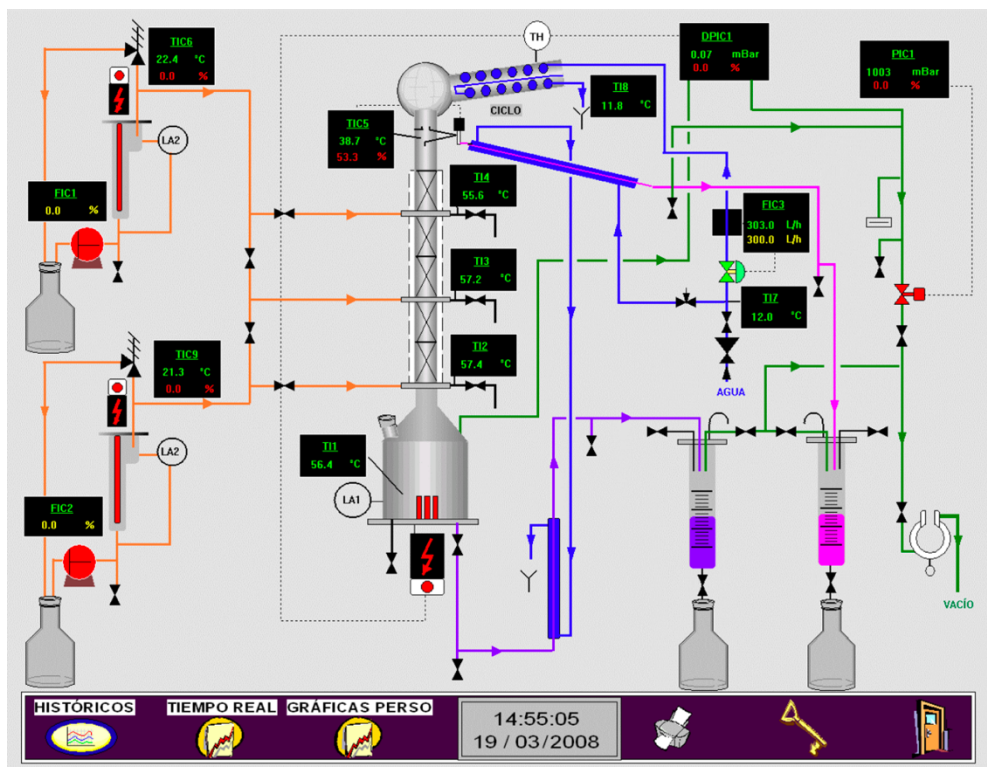 TIC6
22.4 °C
0.0 %
LA2
FIC1
0.0 %
TIC9
21.3 °C
0.0 %
LA2
FIC2
0.0 %
TH
CICLO
DPIC1
0.07 mBar
0.0 %
PIC1
1003 mBar
0.0 %
TI8
11.8 °C
TIC5
38.7 °C
53.3 %
TI4
55.6 °C
FIC3
303.0 L/h
300.0 L/h
TI3
57.2 °C
TI7
12.0 °C
TI2
57.4 °C
AGUA
TI1
56.4 °C
LA1
VACÍO
HISTÓRICOS
TIEMPO REAL
GRÁFICAS PERSO
14:55:05
19 / 03/2008